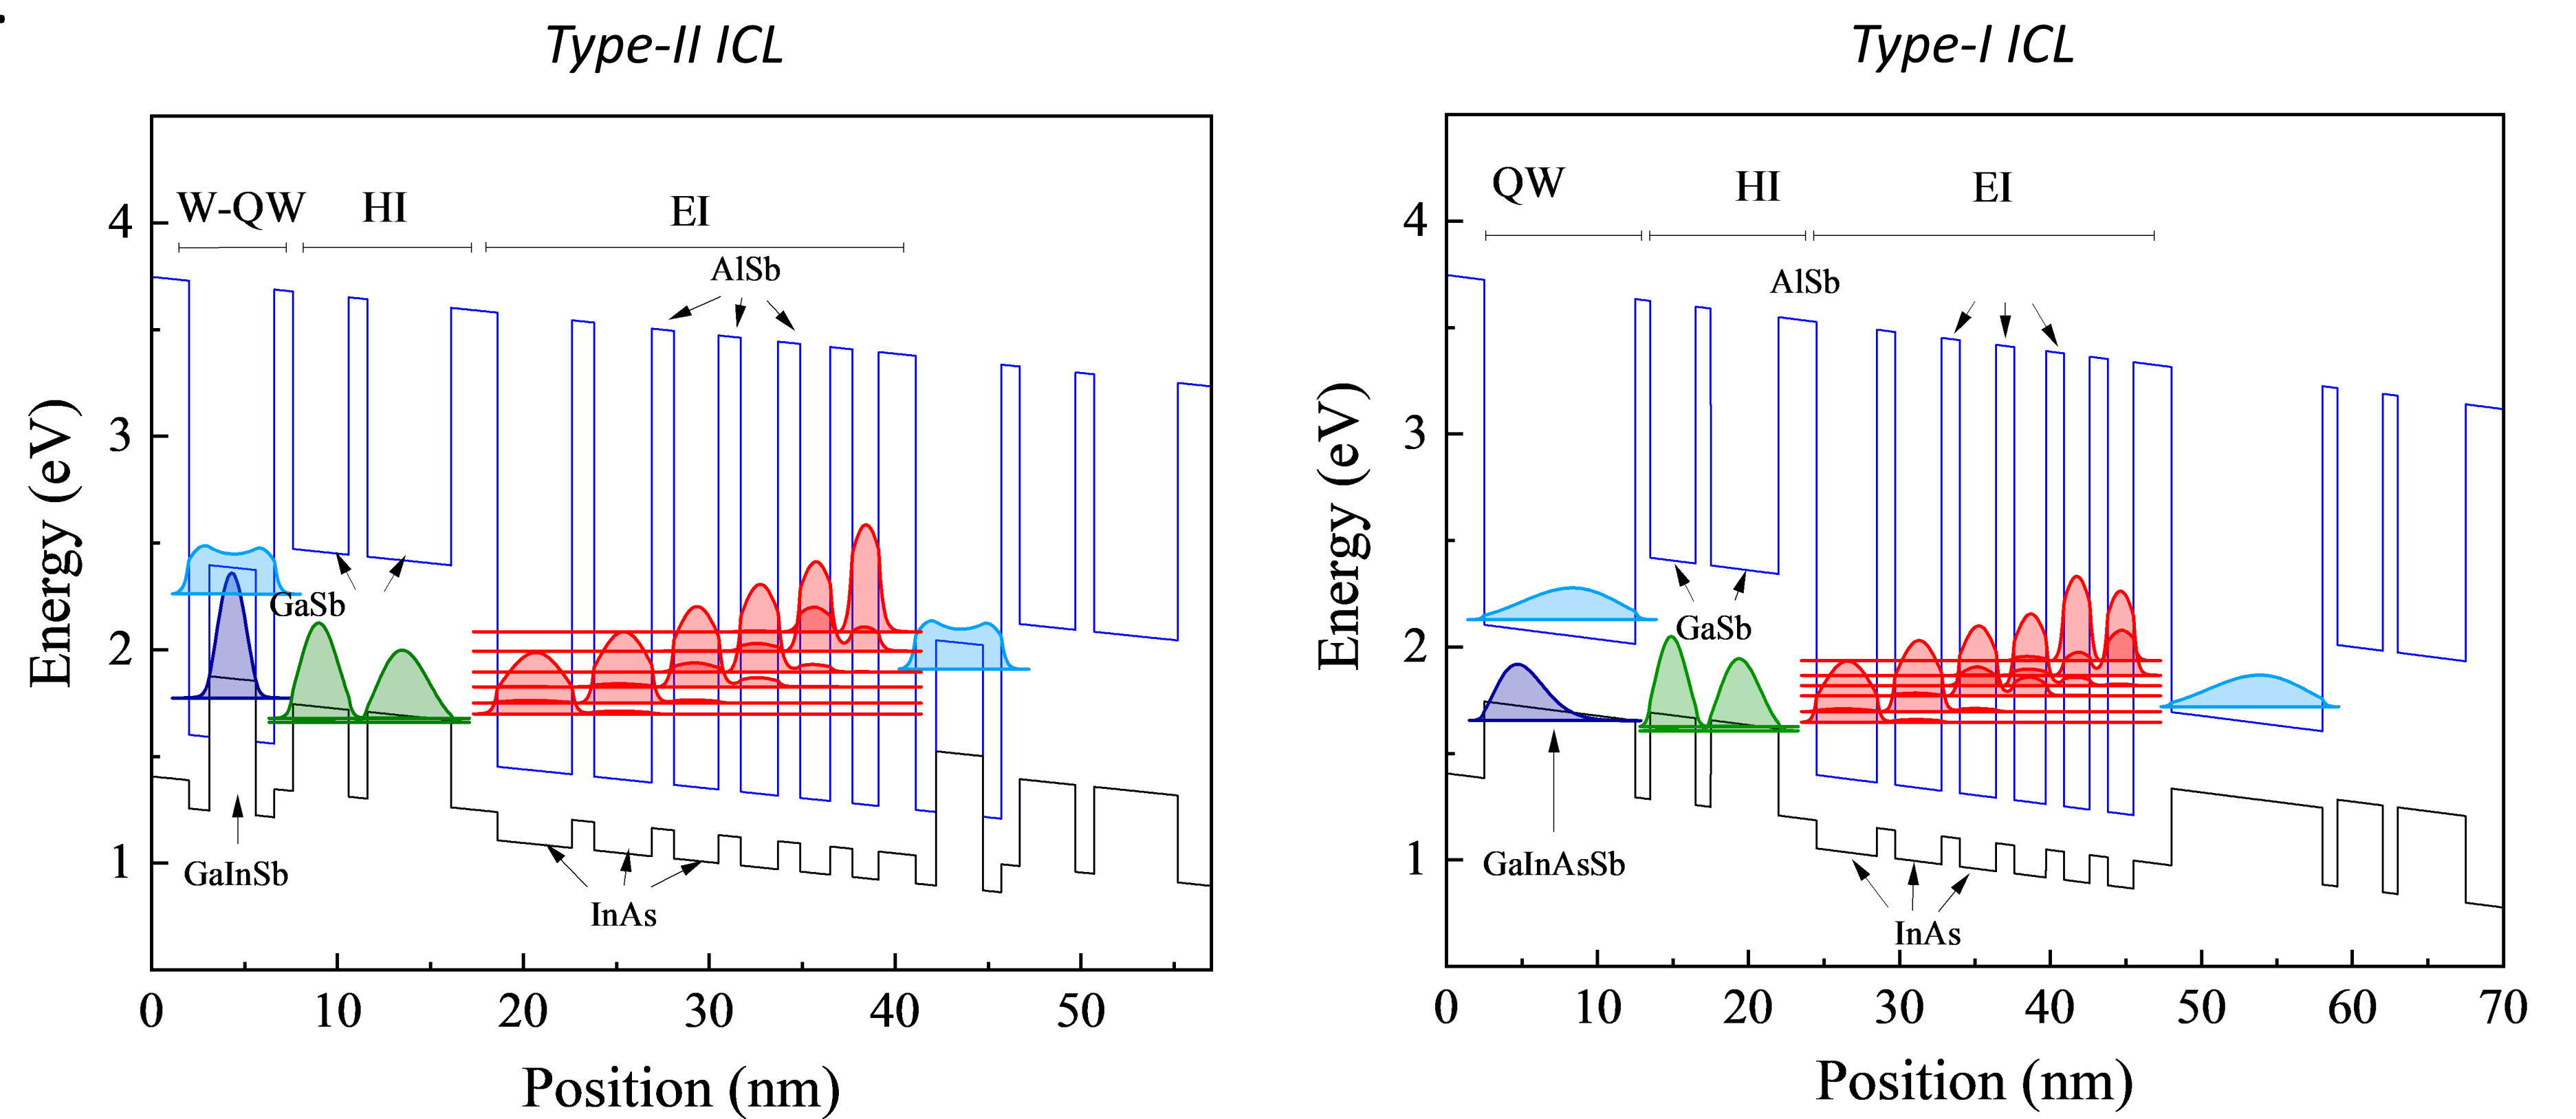 Type-II ICL
W-QW HI EI
AlSb
GaSb
GaInSb
InAs
4
3
2
1
Energy (eV)
0 10 20 30 40 50
Position (nm)
Type-I ICL
QW HI EI
AlSb
GaSb
GaInAsSb
InAs
4
3
2
1
Energy (eV)
0 10 20 30 40 50 60 70
Position (nm)